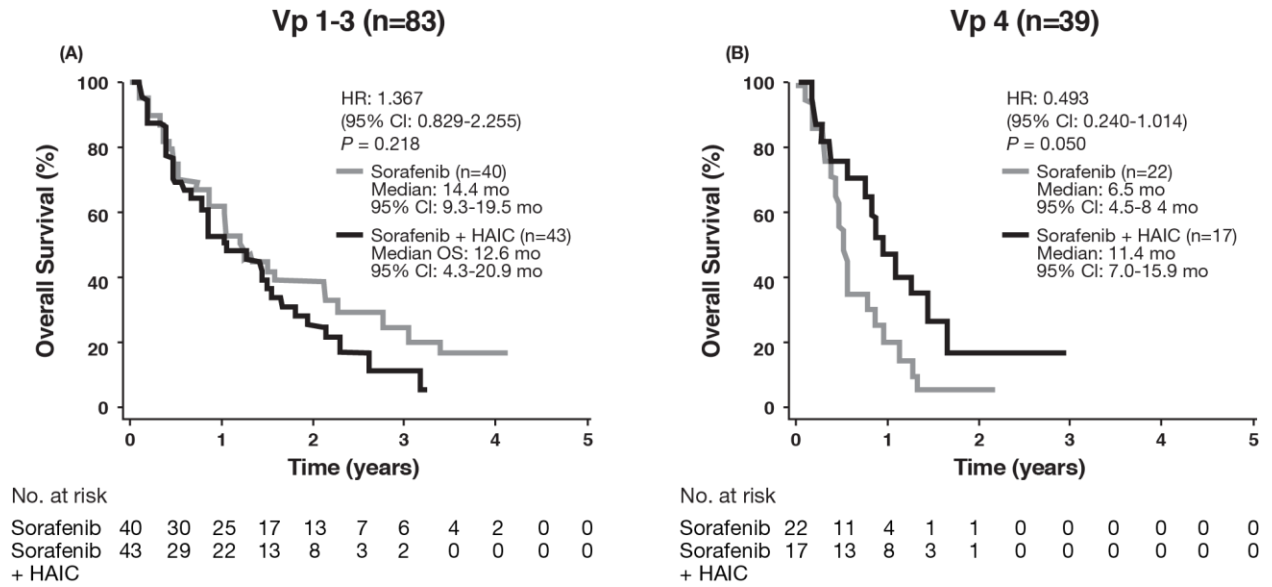 Vp 1-3 (n=83)
(A)
100
80
60
40
20
0
Overall Survival (%)
HR: 1.367
(95% CI: 0.829-2.255)
P = 0.218
Sorafenib (n=40)
Median: 14.4 mo
95% CI: 9.3-19.5 mo
Sorafenib + HAIC (n=43)
Median OS: 12.6 mo
95% CI: 4.3-20.9 mo
0 1 2 3 4 5
Time (years)
No. at risk
Sorafenib 40 30 25 17 13 7 6 4 2 0 0
Sorafenib 43 29 22 13 8 3 2 0 0 0 0
+ HAIC
Vp 4 (n=39)
(B)
100
80
60
40
20
0
Overall Survival (%)
HR: 0.493
(95% CI: 0.240-1.014)
P = 0.050
Sorafenib (n=22)
Median: 6.5 mo
95% CI: 4.5-8 4 mo
Sorafenib + HAIC (n=17)
Median: 11.4 mo
95% CI: 7.0-15.9 mo
0 1 2 3 4 5
Time (years)
No. at risk
Sorafenib 22 11 4 1 1 0 0 0 0 0 0
Sorafenib 17 13 8 3 1 0 0 0 0 0 0
+ HAIC